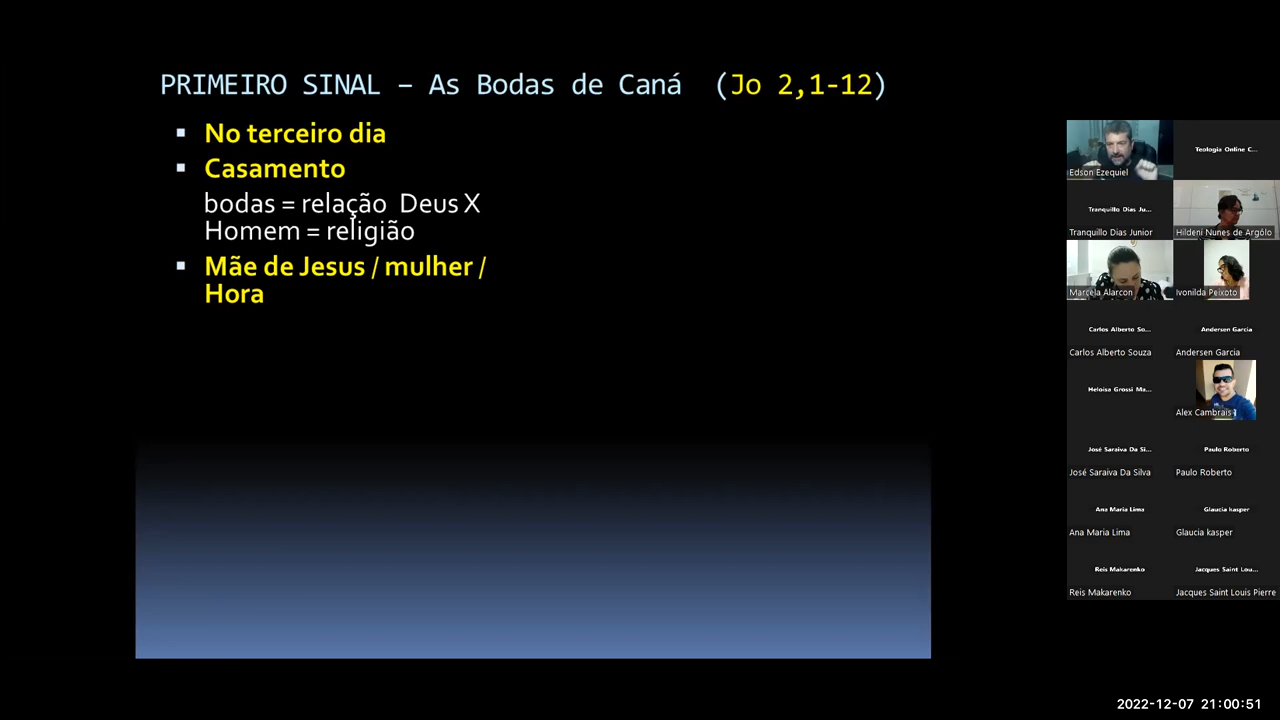 PRIMEIRO SINAL – As Bodas de Caná (Jo 2,1-12)
No terceiro dia
Casamento
bodas = relação Deus X
Homem = religião
Mãe de Jesus / mulher /
Hora
Edson Ezequiel
Teologia Online C...
Tranquillo Dias Ju...
Tranquillo Dias Junior
Hildeni Nunes de Argôlo
Marcela Alarcon
Ivonilda Peixoto
Carlos Alberto So...
Carlos Alberto Souza
Andersen Garcia
Andersen Garcia
Heloisa Grossi Ma...
Alex Cambrais
José Saraiva Da Si...
José Saraiva Da Silva
Paulo Roberto
Paulo Roberto
Ana Maria Lima
Ana Maria Lima
Glaucia kasper
Glaucia kasper
Reis Makarenko
Reis Makarenko
Jacques Saint Lou...
Jacques Saint Louis Pierre
2022-12-07 21:00:51